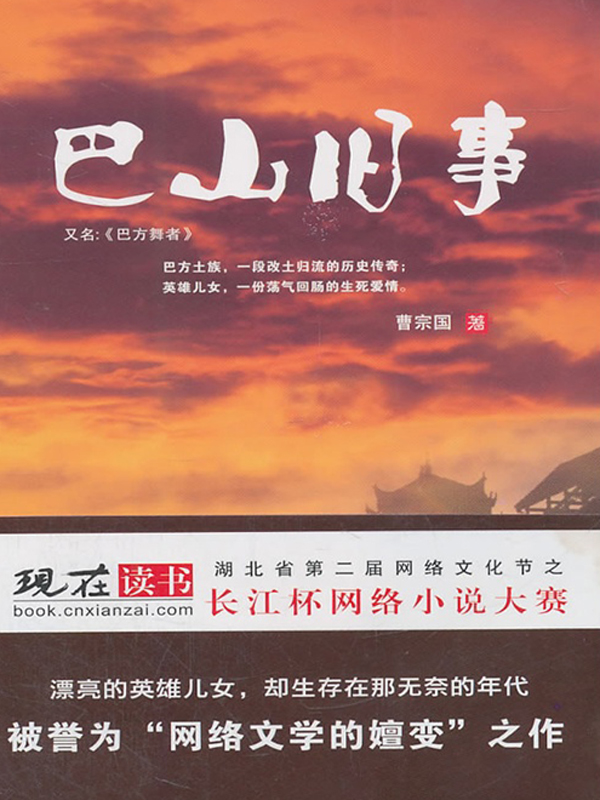 巴山旧事
又名:《巴方舞者》
巴方土族，一段改土归流的历史传奇；
英雄儿女，一份荡气回肠的生死爱情。
曹宗国 著
現在读书
book.cnxianzai.com
湖北省第二届网络文化节之
长江杯网络小说大赛
漂亮的英雄儿女，却生存在那无奈的年代
被誉为“网络文学的嬗变”之作